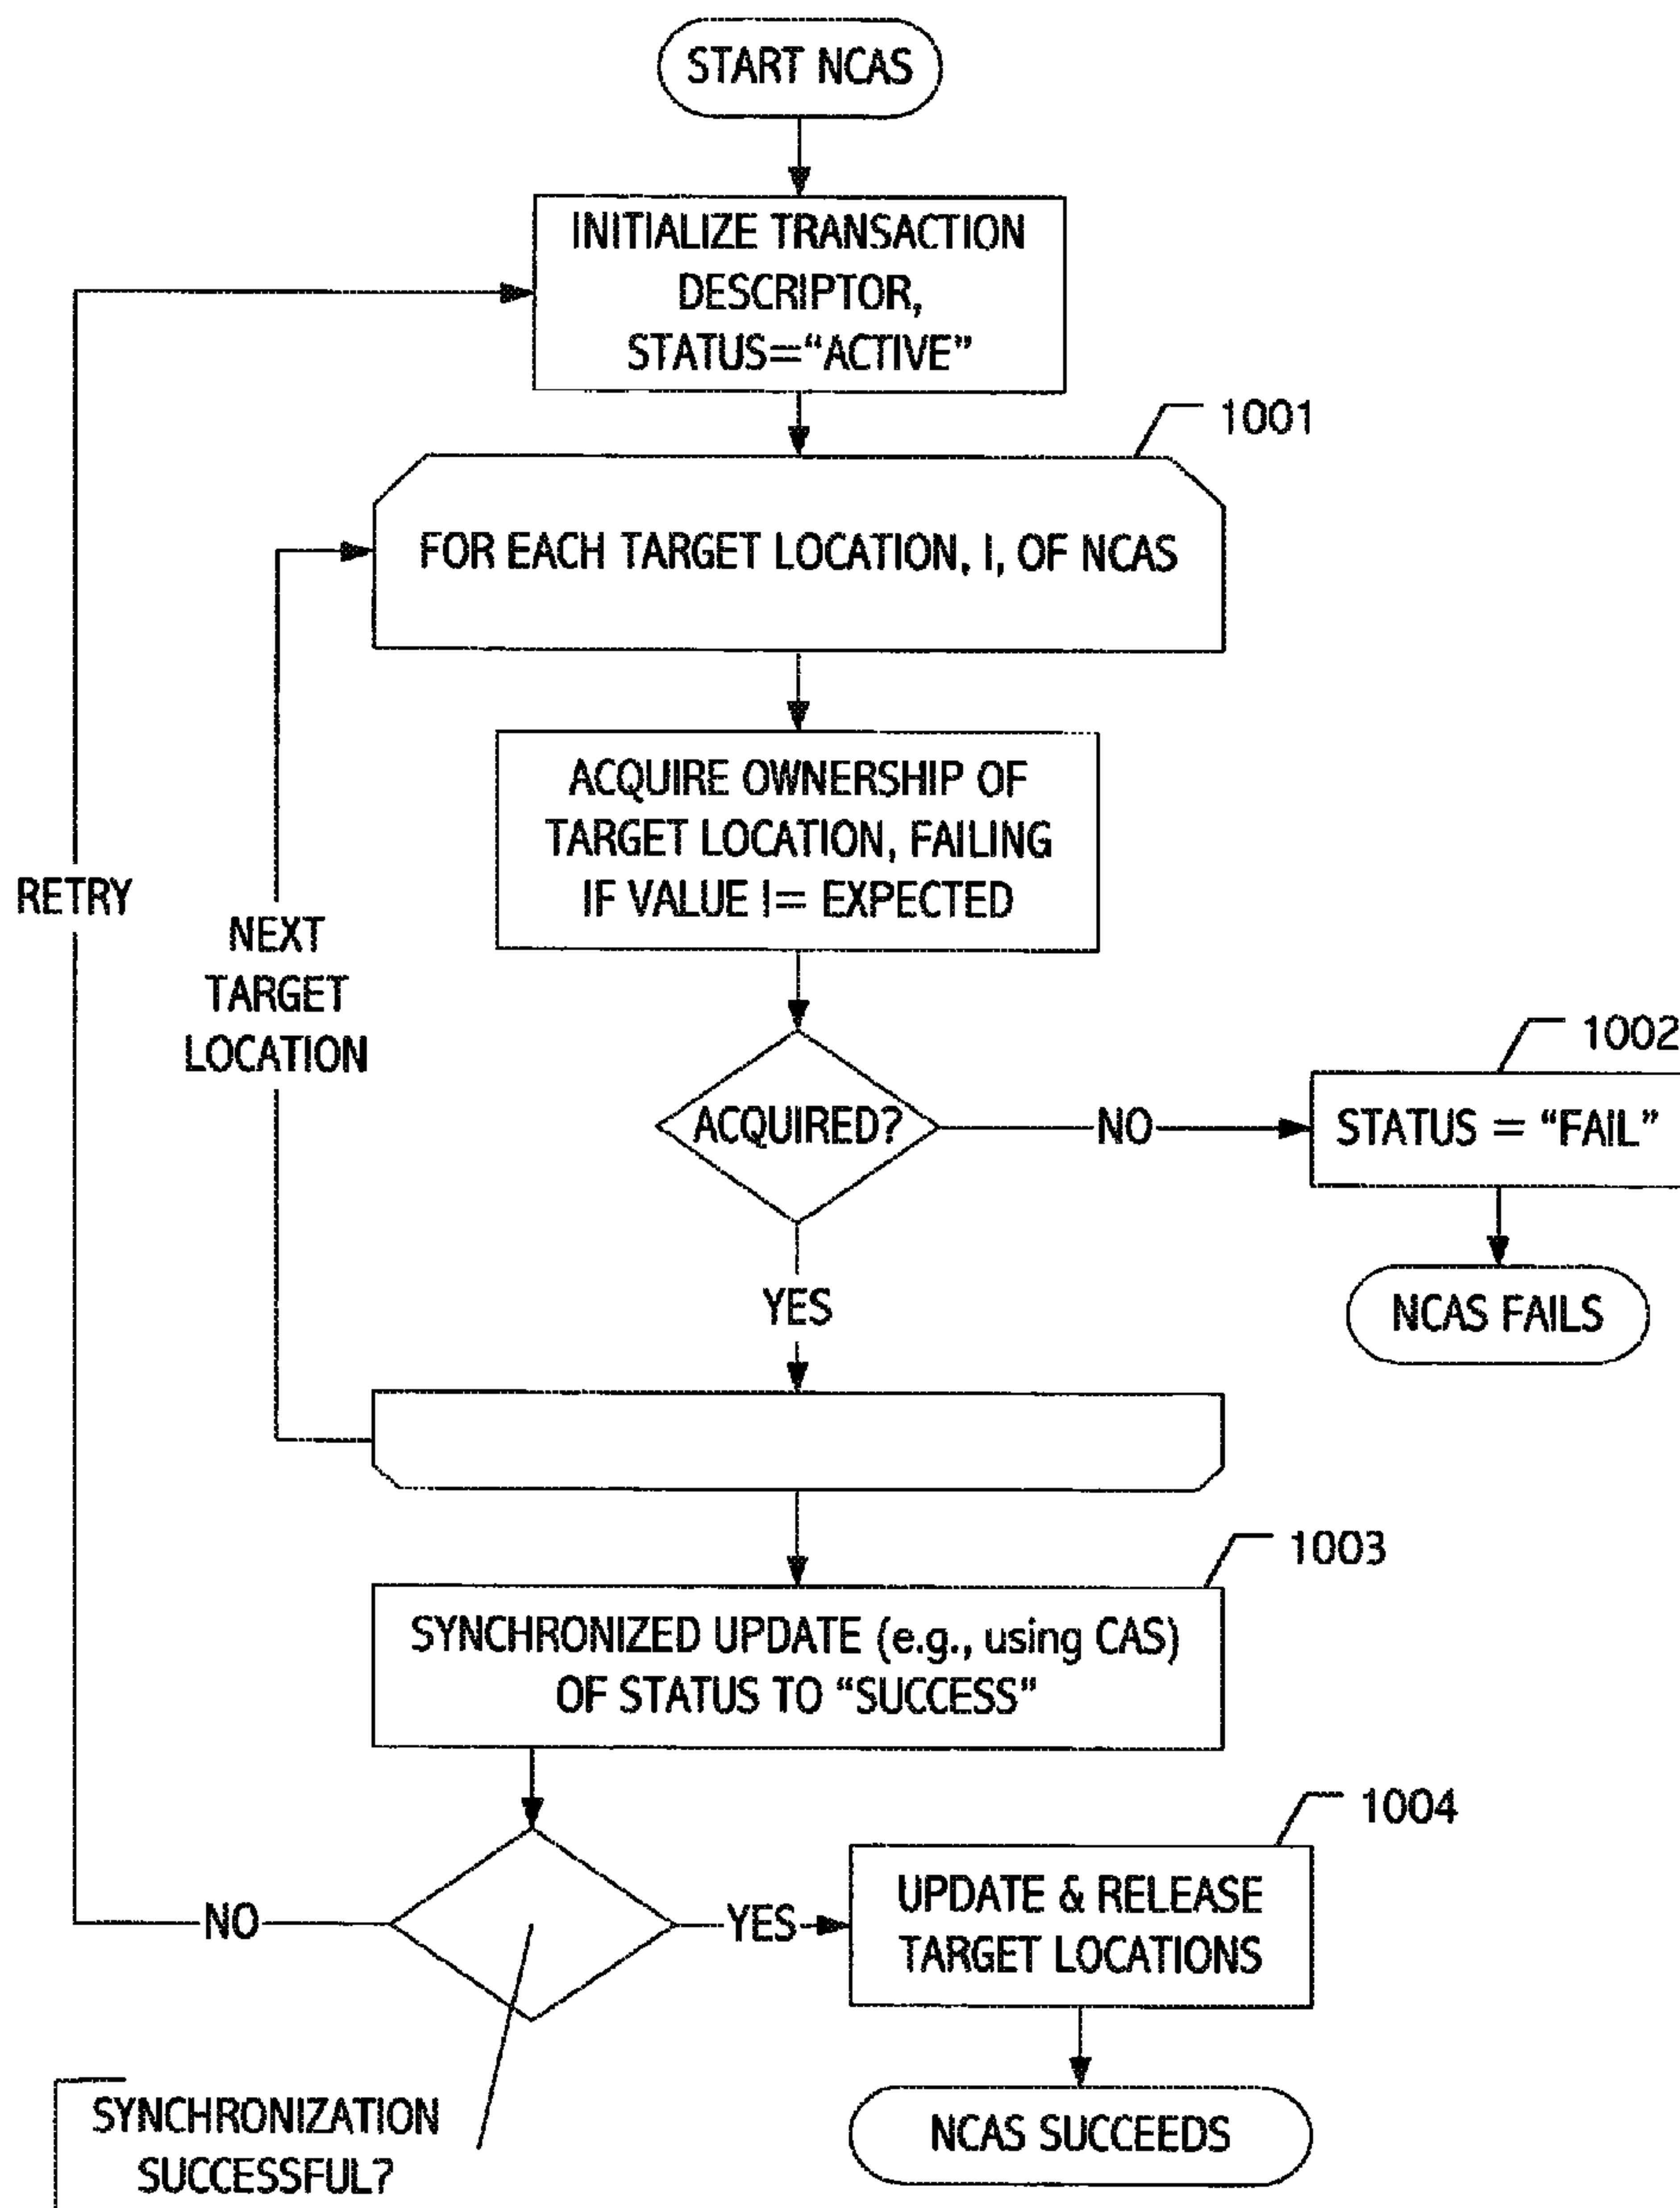 START NCAS
INITIALIZE TRANSACTION
DESCRIPTOR,
STATUS="ACTIVE"
1001
FOR EACH TARGET LOCATION, I, OF NCAS
ACQUIRE OWNERSHIP OF
TARGET LOCATION, FAILING
IF VALUE != EXPECTED
RETRY
NEXT
TARGET
LOCATION
1002
ACQUIRED?
NO
STATUS = "FAIL"
YES
NCAS FAILS
1003
SYNCHRONIZED UPDATE (e.g., using CAS)
OF STATUS TO "SUCCESS"
1004
NO
YES
UPDATE & RELEASE
TARGET LOCATIONS
SYNCHRONIZATION
SUCCESSFUL?
NCAS SUCCEEDS